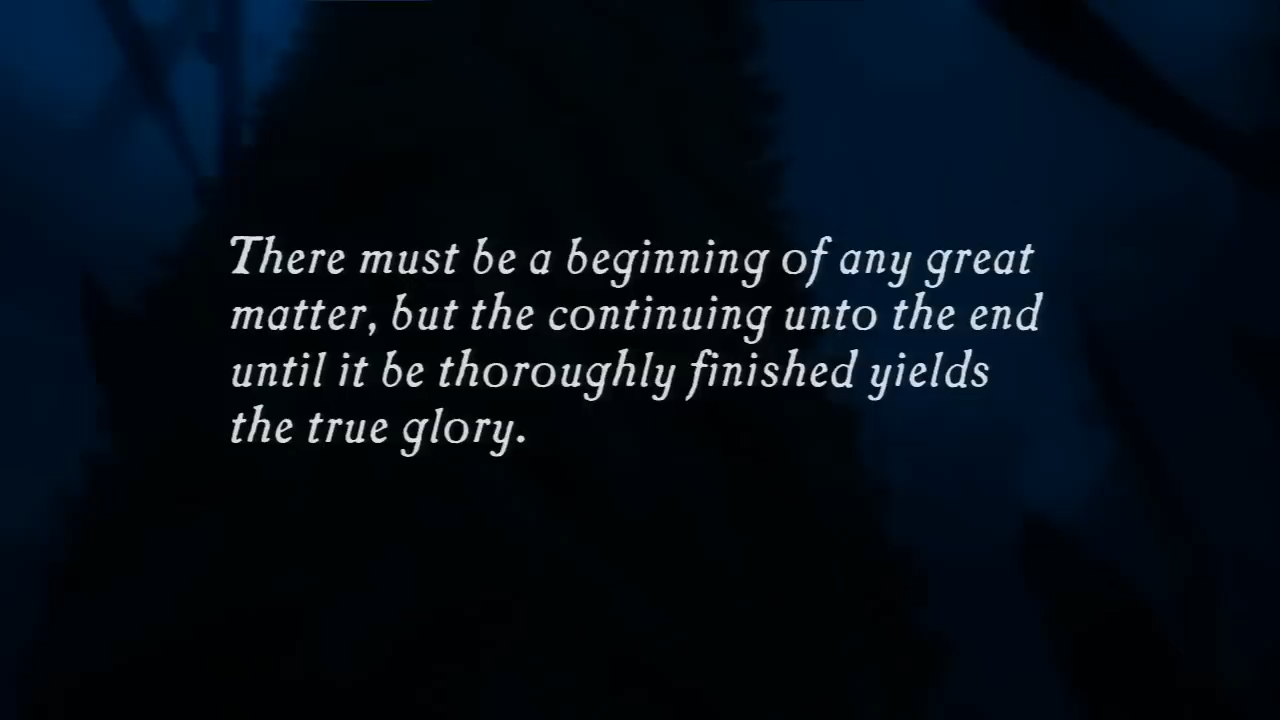 There must be a beginning of any great
matter, but the continuing unto the end
until it be thoroughly finished yields
the true glory.